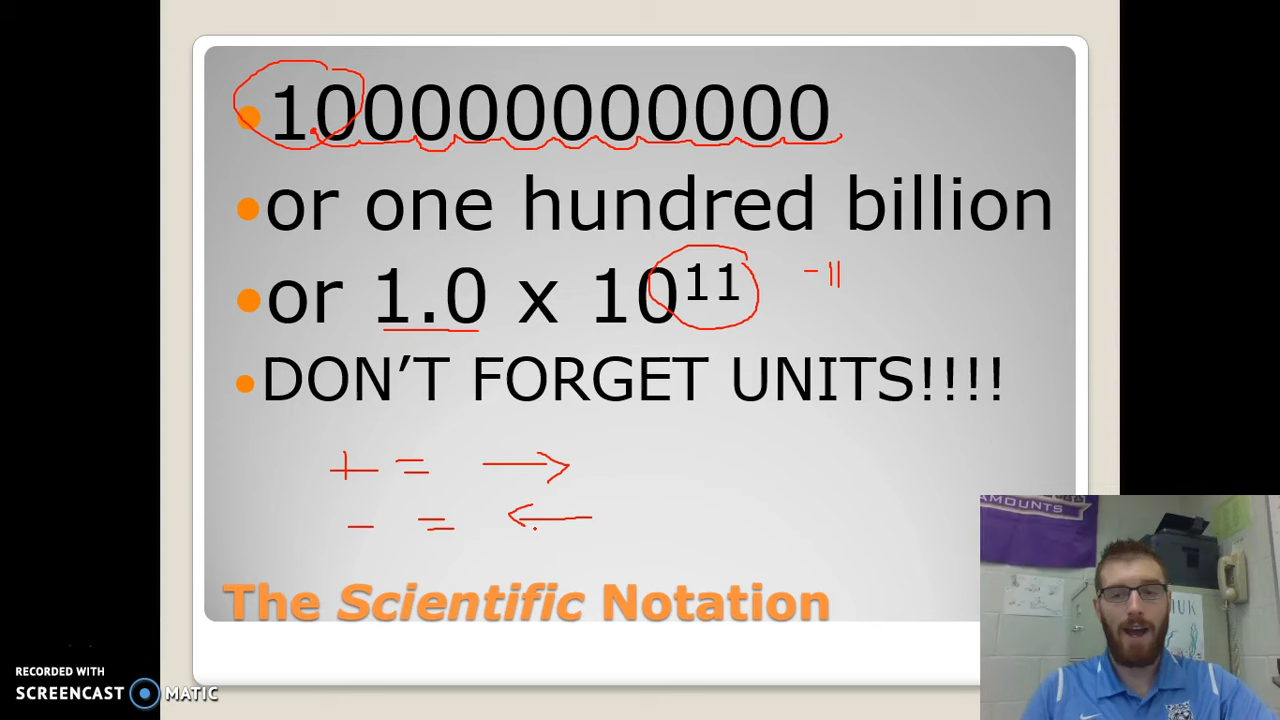 •100000000000
•or one hundred billion
•or 1.0 x 10¹¹ -11
•DON’T FORGET UNITS!!!!
+ = →
- = ←
The Scientific Notation
AMOUNTS
RECORDED WITH
SCREENCAST MATIC